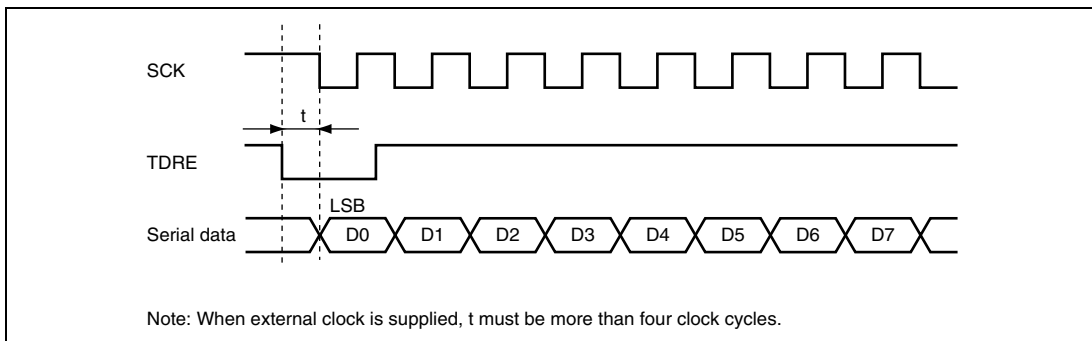 SCK
t
TDRE
LSB
Serial data D0 D1 D2 D3 D4 D5 D6 D7
Note: When external clock is supplied, t must be more than four clock cycles.